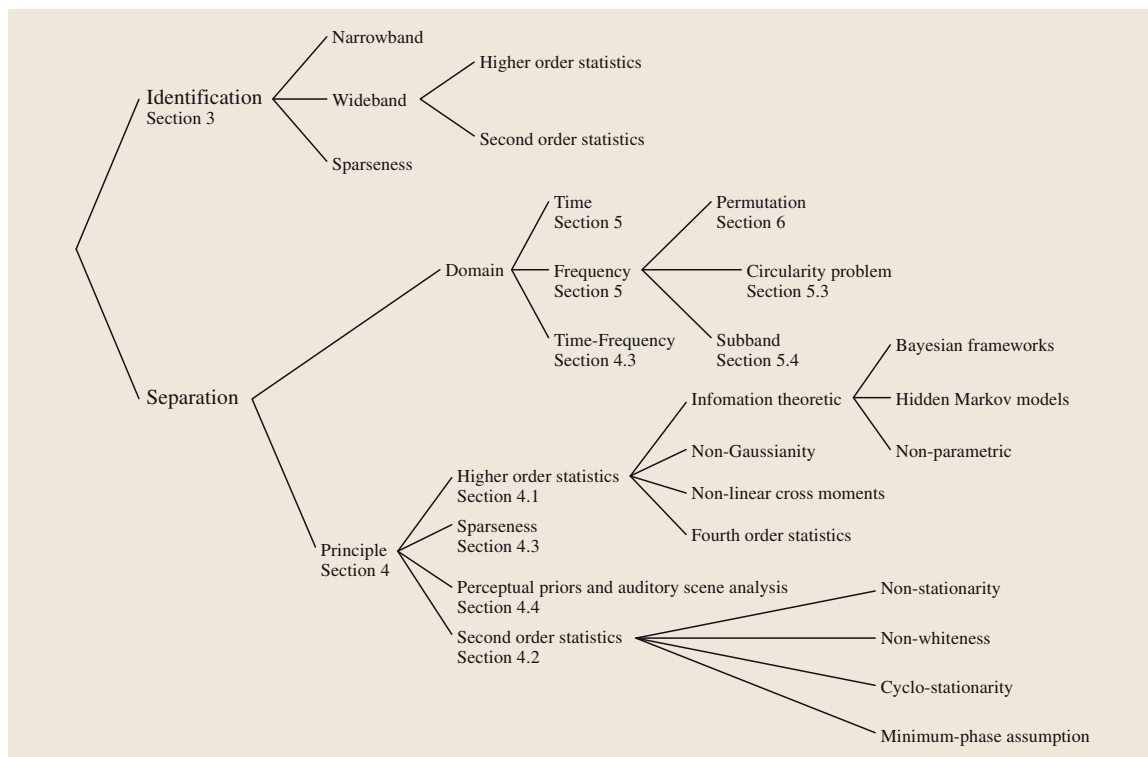 Narrowband
Higher order statistics
Identification
Section 3
Wideband
Second order statistics
Sparseness
Time
Section 5
Permutation
Section 6
Domain
Frequency
Section 5
Circularity problem
Section 5.3
Time-Frequency
Section 4.3
Subband
Section 5.4
Bayesian frameworks
Separation
Infomation theoretic
Hidden Markov models
Non-Gaussianity
Non-parametric
Higher order statistics
Section 4.1
Non-linear cross moments
Sparseness
Section 4.3
Fourth order statistics
Principle
Section 4
Perceptual priors and auditory scene analysis
Section 4.4
Non-stationarity
Second order statistics
Section 4.2
Non-whiteness
Cyclo-stationarity
Minimum-phase assumption